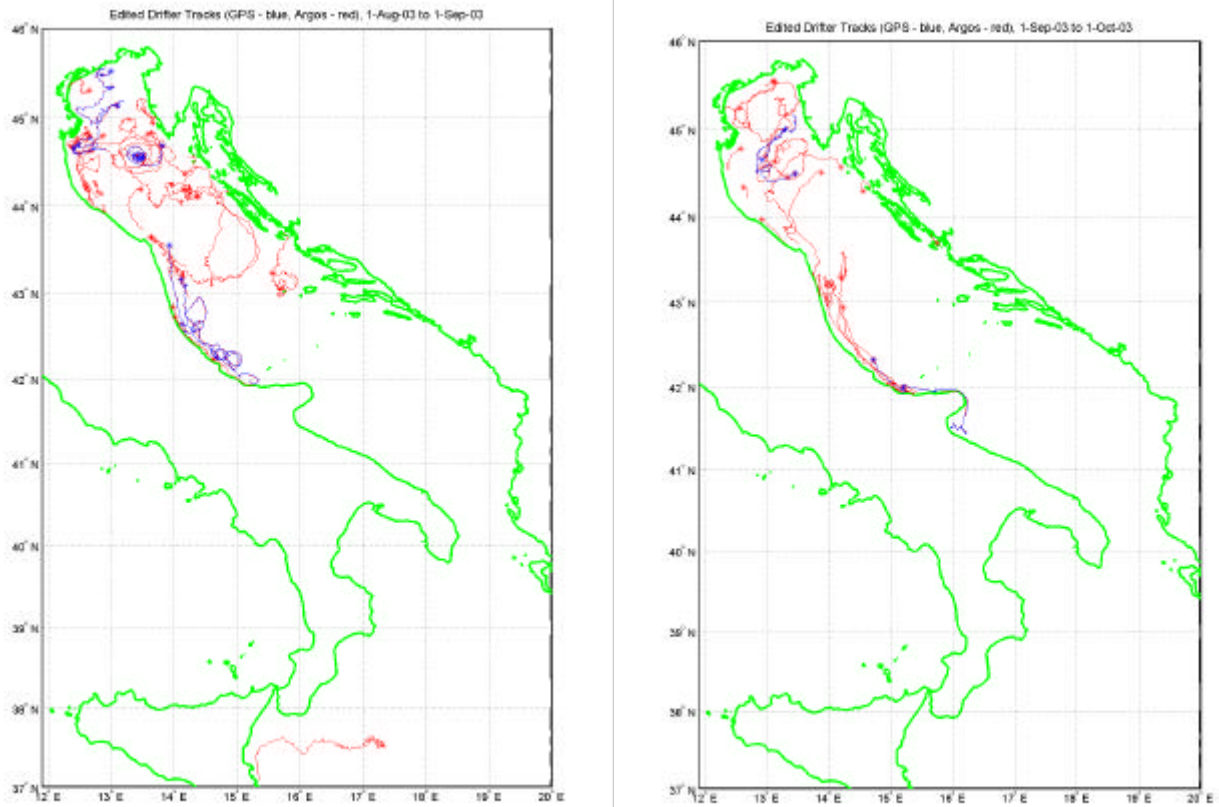 Edited Drifter Tracks (GPS - blue, Argos - red), 1-Aug-03 to 1-Sep-03
46° N
45° N
44° N
43° N
42° N
41° N
40° N
39° N
38° N
37° N
12° E 13° E 14° E 15° E 16° E 17° E 18° E 19° E 20° E
Edited Drifter Tracks (GPS - blue, Argos - red), 1-Sep-03 to 1-Oct-03
46° N
45° N
44° N
43° N
42° N
41° N
40° N
39° N
38° N
37° N
12° E 13° E 14° E 15° E 16° E 17° E 18° E 19° E 20° E